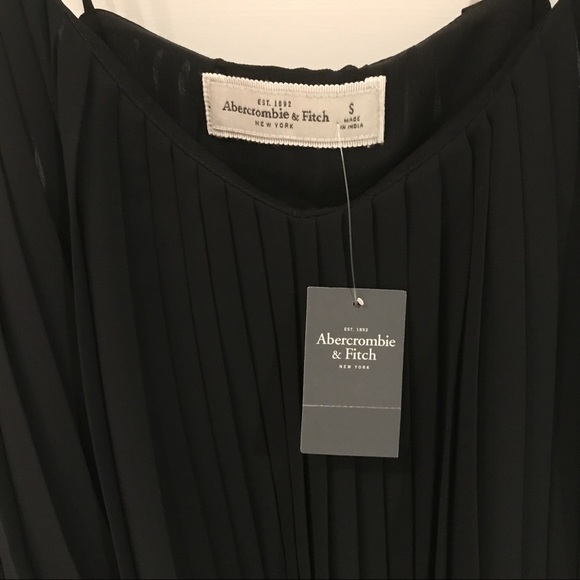 EST. 1892
Abercrombie & Fitch
NEW YORK
S
MADE
IN INDIA
EST. 1892
Abercrombie
& Fitch
NEW YORK